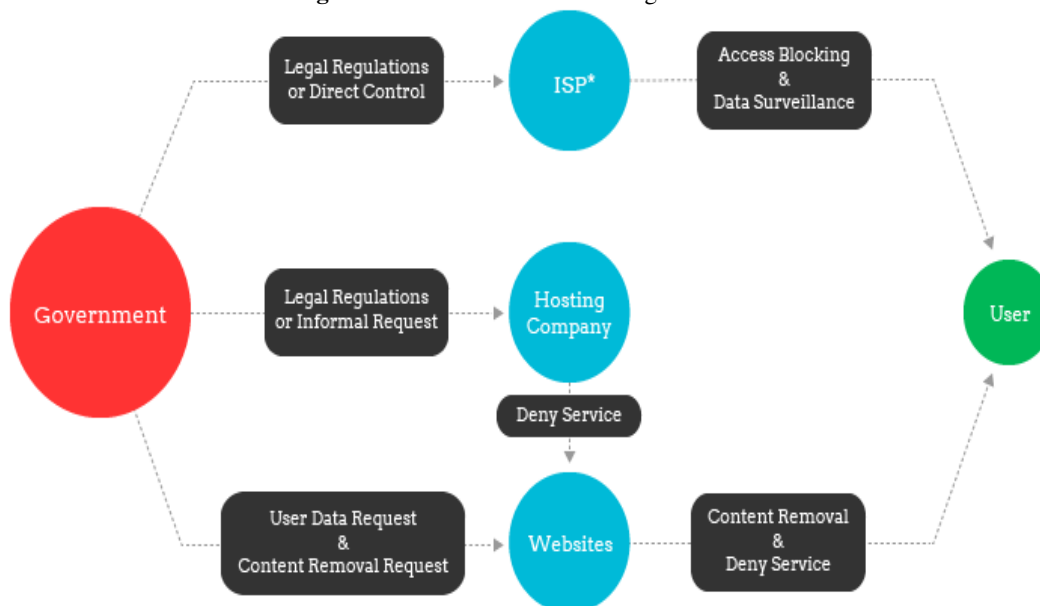 Legal Regulations
or Direct Control
ISP*
Access Blocking
&
Data Surveillance
Government
Legal Regulations
or Informal Request
Hosting
Company
User
Deny Service
User Data Request
&
Content Removal Request
Websites
Content Removal
&
Deny Service